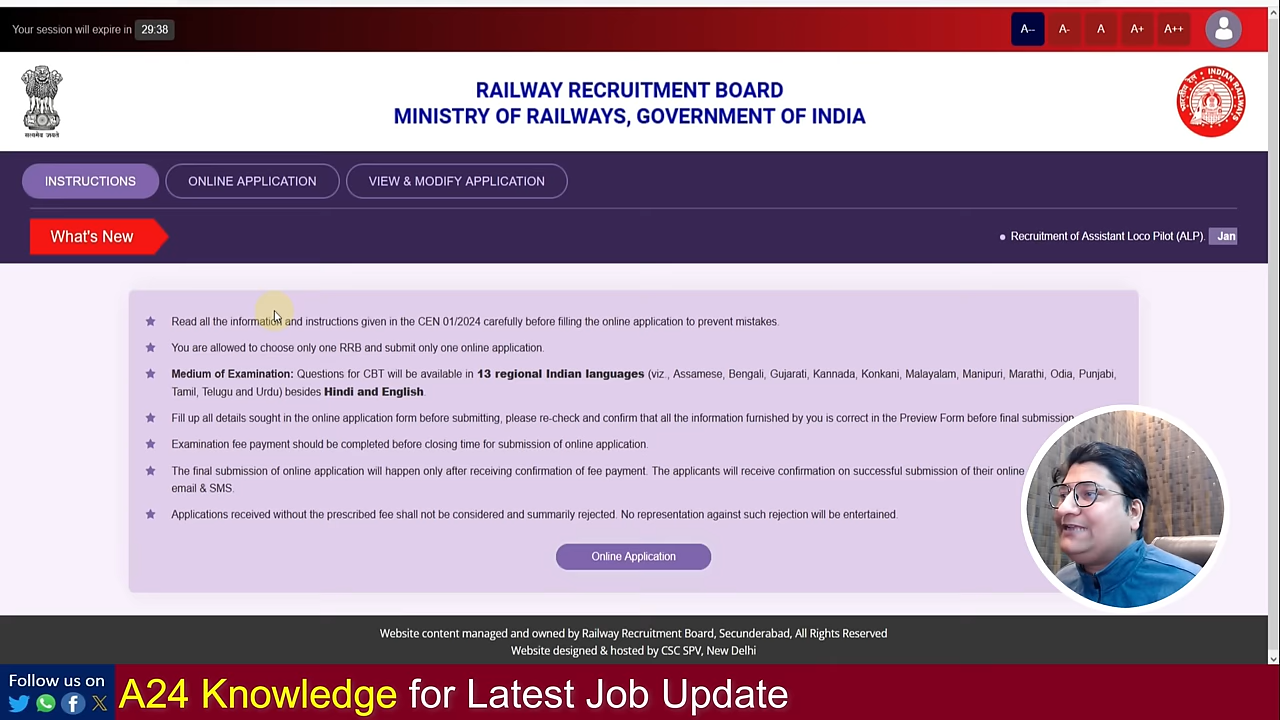 Your session will expire in 29:38
A-- A- A A+ A++
RAILWAY RECRUITMENT BOARD
MINISTRY OF RAILWAYS, GOVERNMENT OF INDIA
सत्यमेव जयते
INDIAN RAILWAYS
INSTRUCTIONS ONLINE APPLICATION VIEW & MODIFY APPLICATION
What's New
Recruitment of Assistant Loco Pilot (ALP). Jan
Read all the information and instructions given in the CEN 01/2024 carefully before filling the online application to prevent mistakes.
You are allowed to choose only one RRB and submit only one online application.
Medium of Examination: Questions for CBT will be available in 13 regional Indian languages (viz., Assamese, Bengali, Gujarati, Kannada, Konkani, Malayalam, Manipuri, Marathi, Odia, Punjabi,
Tamil, Telugu and Urdu) besides Hindi and English.
Fill up all details sought in the online application form before submitting, please re-check and confirm that all the information furnished by you is correct in the Preview Form before final submission
Examination fee payment should be completed before closing time for submission of online application.
The final submission of online application will happen only after receiving confirmation of fee payment. The applicants will receive confirmation on successful submission of their online
email & SMS.
Applications received without the prescribed fee shall not be considered and summarily rejected. No representation against such rejection will be entertained.
Online Application
Website content managed and owned by Railway Recruitment Board, Secunderabad, All Rights Reserved
Website designed & hosted by CSC SPV, New Delhi
Follow us on
A24 Knowledge for Latest Job Update